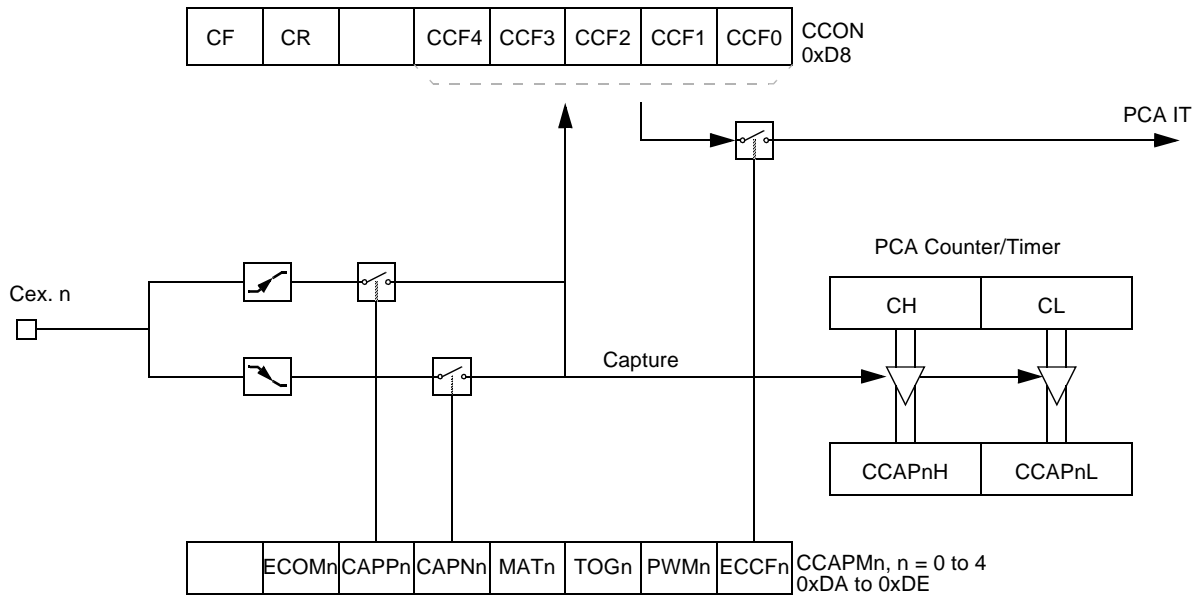 CF CR CCF4 CCF3 CCF2 CCF1 CCF0 CCON
0xD8
PCA IT
PCA Counter/Timer
Cex. n
CH CL
Capture
CCAPnH CCAPnL
ECOMn CAPPn CAPNn MATn TOGn PWMn ECCFn CCAPMn, n = 0 to 4
0xDA to 0xDE